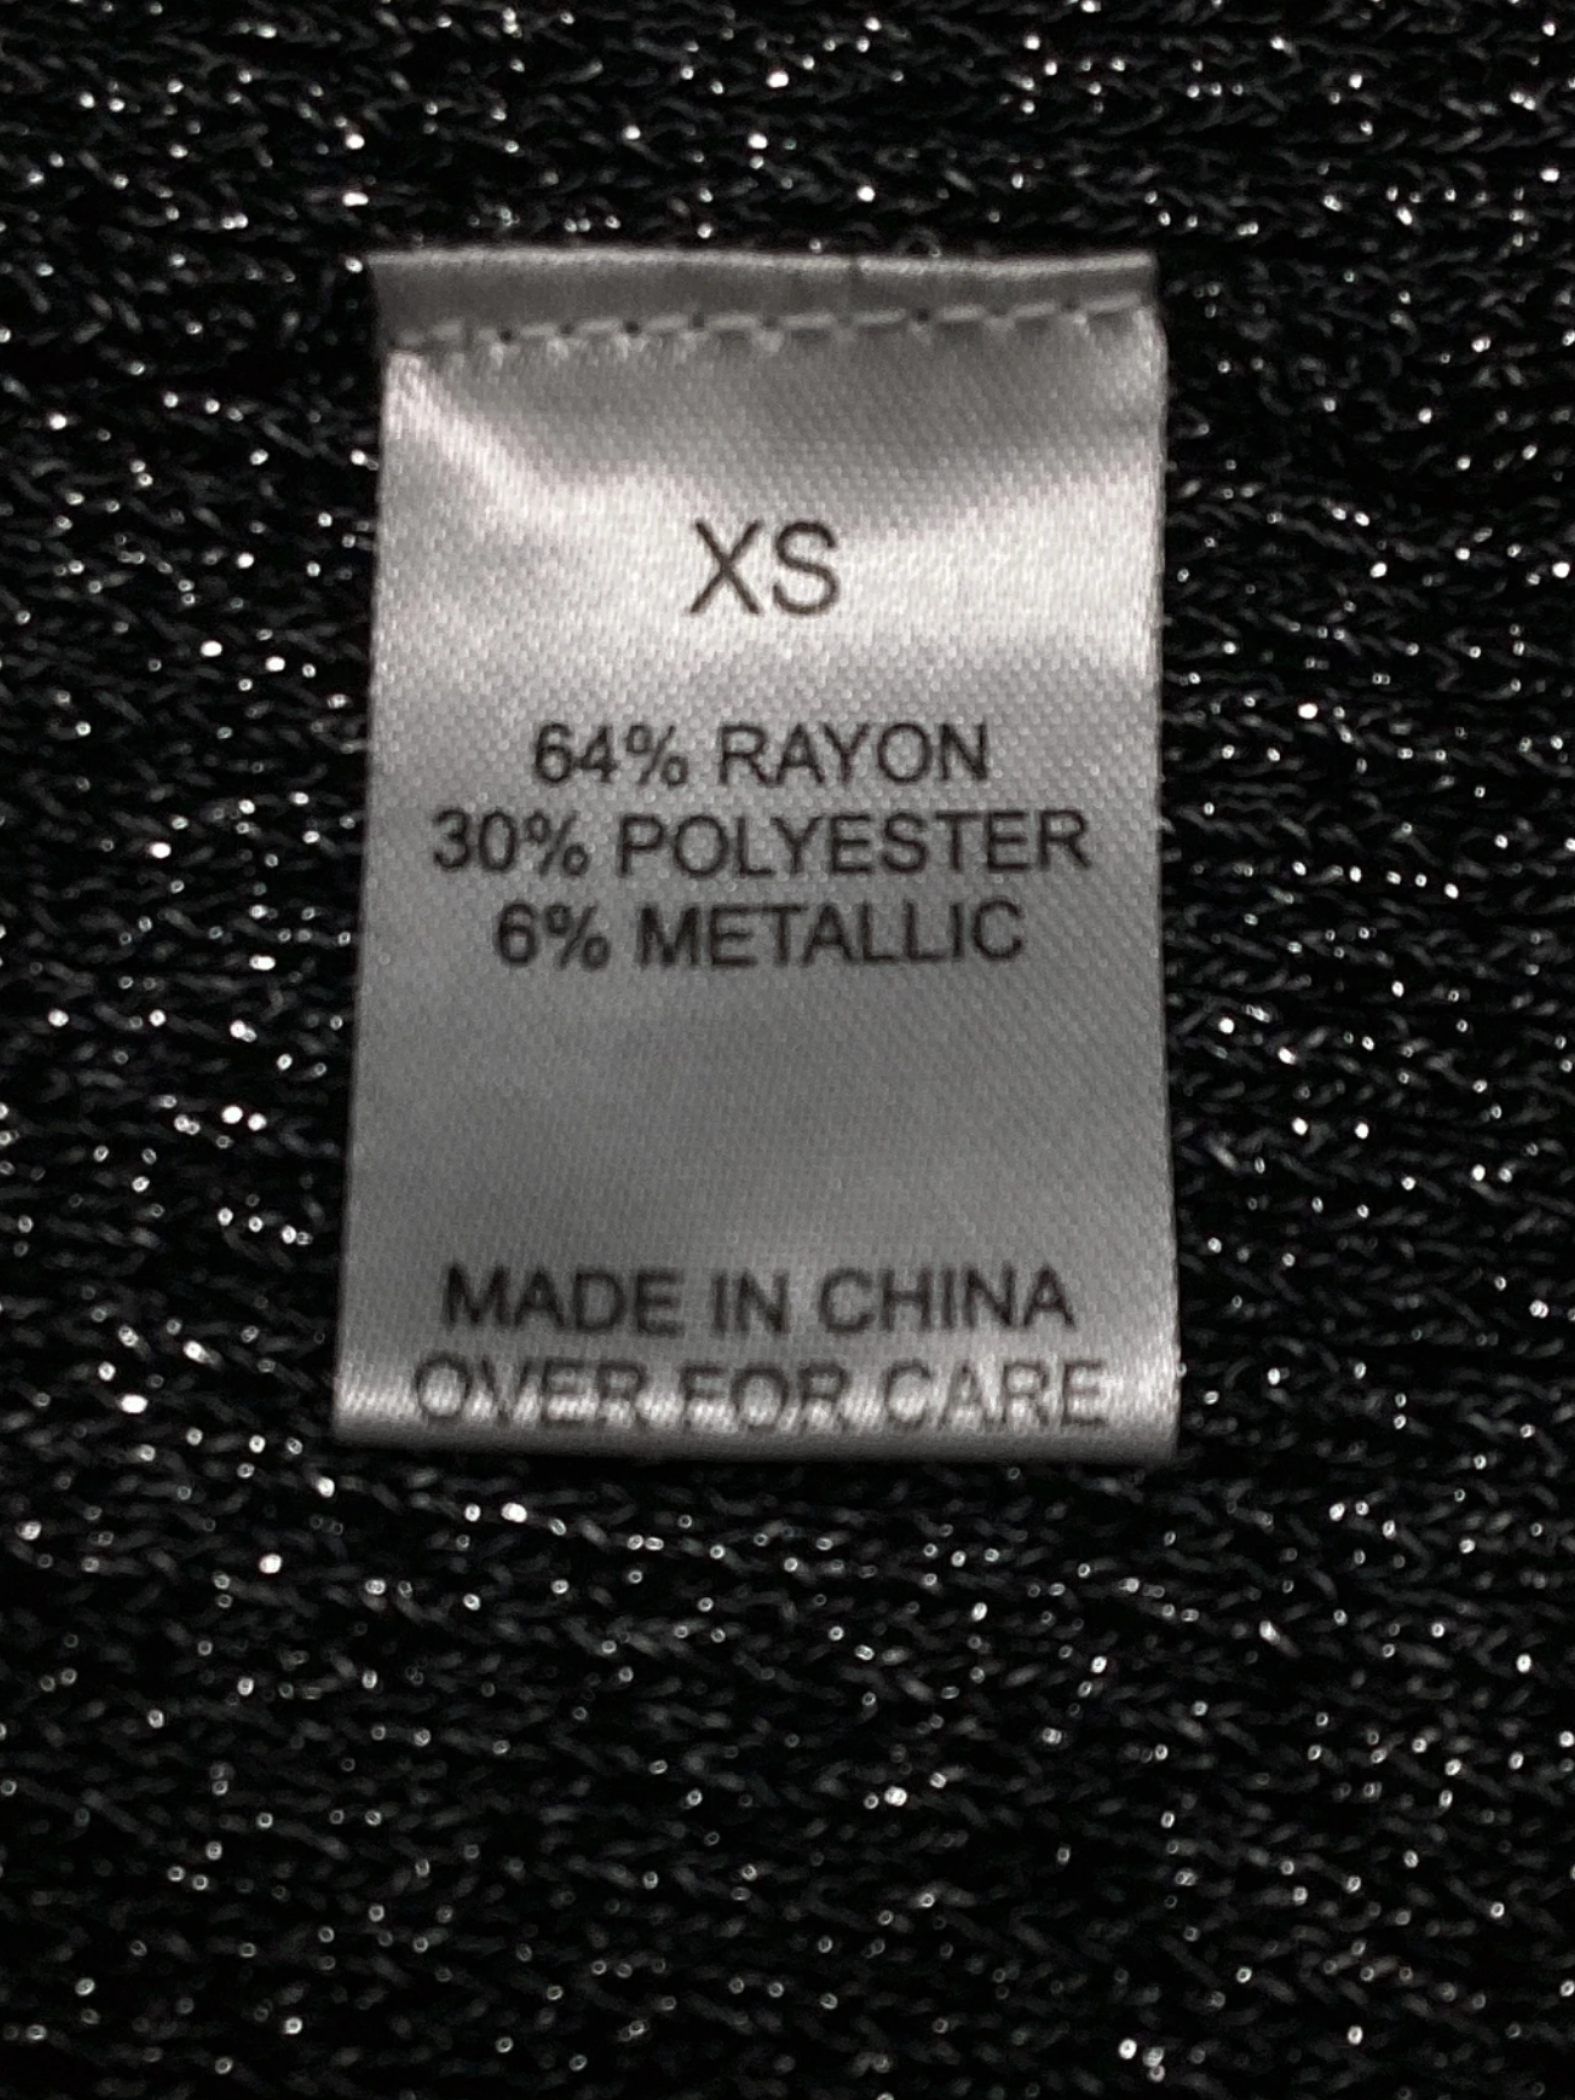 XS
64% RAYON
30% POLYESTER
6% METALLIC
MADE IN CHINA
OVER FOR CARE